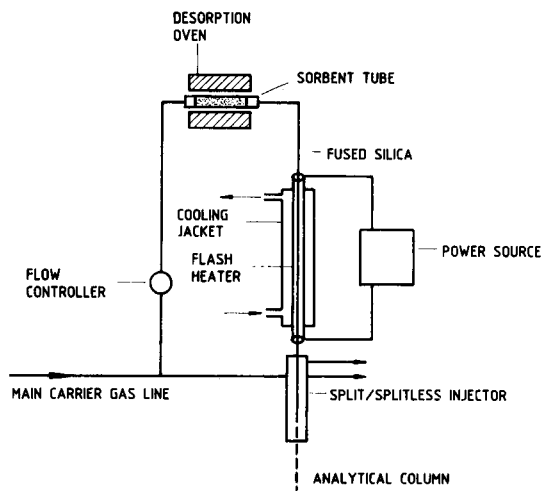 DESORPTION
OVEN
SORBENT TUBE
FUSED SILICA
COOLING
JACKET
FLASH
HEATER
POWER SOURCE
FLOW
CONTROLLER
MAIN CARRIER GAS LINE
SPLIT/SPLITLESS INJECTOR
ANALYTICAL COLUMN